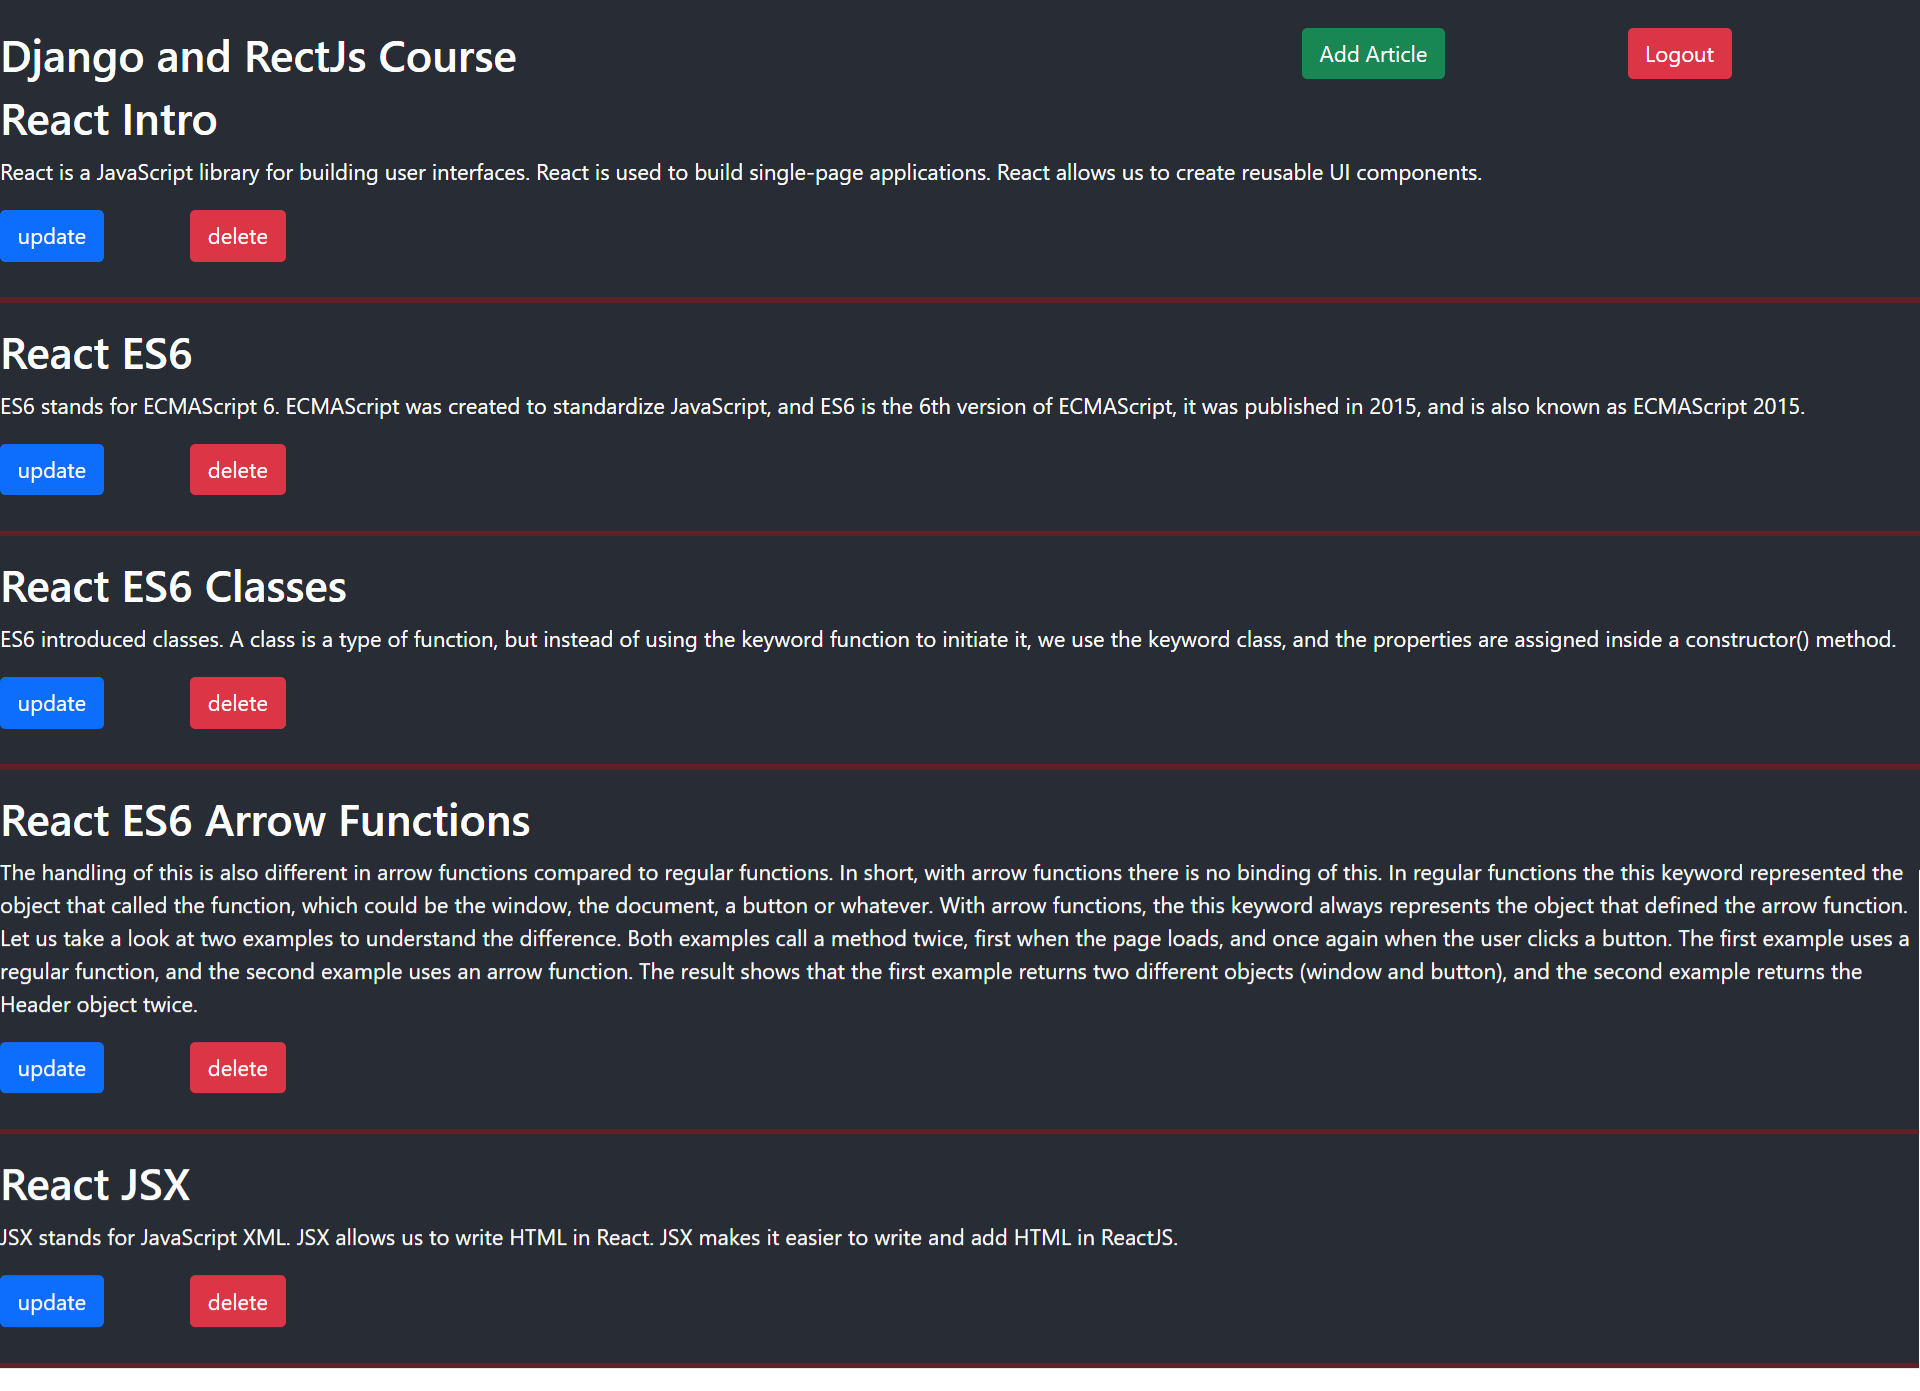 Django and RectJs Course
Add Article
Logout
React Intro
React is a JavaScript library for building user interfaces. React is used to build single-page applications. React allows us to create reusable UI components.
update
delete
React ES6
ES6 stands for ECMAScript 6. ECMAScript was created to standardize JavaScript, and ES6 is the 6th version of ECMAScript, it was published in 2015, and is also known as ECMAScript 2015.
update
delete
React ES6 Classes
ES6 introduced classes. A class is a type of function, but instead of using the keyword function to initiate it, we use the keyword class, and the properties are assigned inside a constructor() method.
update
delete
React ES6 Arrow Functions
The handling of this is also different in arrow functions compared to regular functions. In short, with arrow functions there is no binding of this. In regular functions the this keyword represented the
object that called the function, which could be the window, the document, a button or whatever. With arrow functions, the this keyword always represents the object that defined the arrow function.
Let us take a look at two examples to understand the difference. Both examples call a method twice, first when the page loads, and once again when the user clicks a button. The first example uses a
regular function, and the second example uses an arrow function. The result shows that the first example returns two different objects (window and button), and the second example returns the
Header object twice.
update
delete
React JSX
JSX stands for JavaScript XML. JSX allows us to write HTML in React. JSX makes it easier to write and add HTML in ReactJS.
update
delete